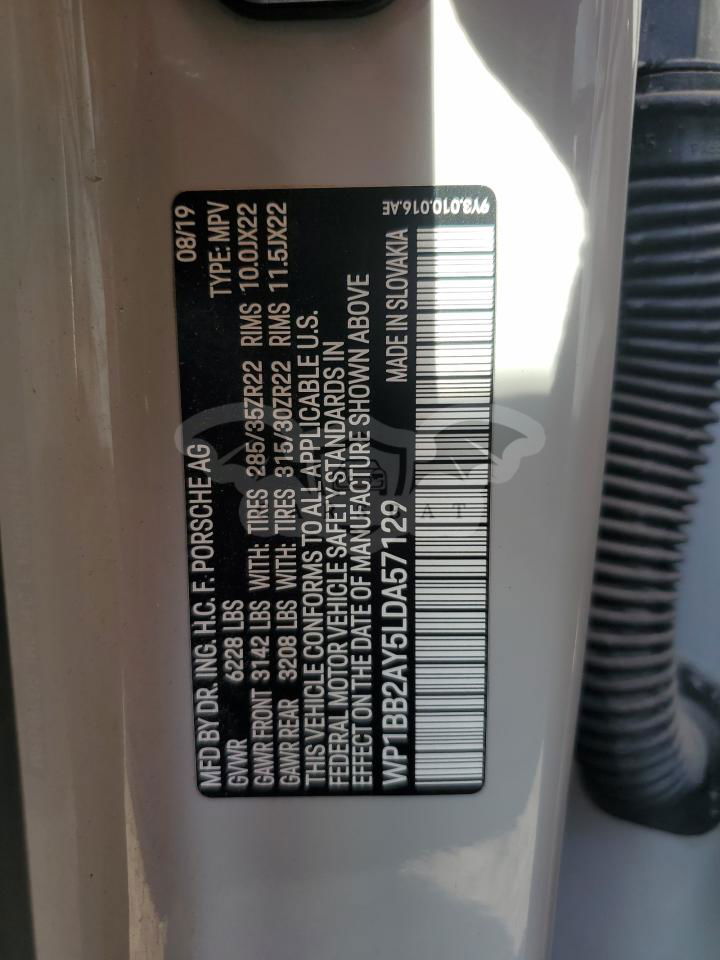 MFD BY DR. ING. H.C. F. PORSCHE AG 08/19
GVWR 6228 LBS TYPE: MPV
GAWR FRONT 3142 LBS WITH: TIRES 285/35ZR22 RIMS 10.0JX22
GAWR REAR 3208 LBS WITH: TIRES 315/30ZR22 RIMS 11.5JX22
THIS VEHICLE CONFORMS TO ALL APPLICABLE U.S.
FEDERAL MOTOR VEHICLE SAFETY STANDARDS IN
EFFECT ON THE DATE OF MANUFACTURE SHOWN ABOVE
WP1BB2AY5LDA57129 MADE IN SLOVAKIA
9Y3.010.016.AE